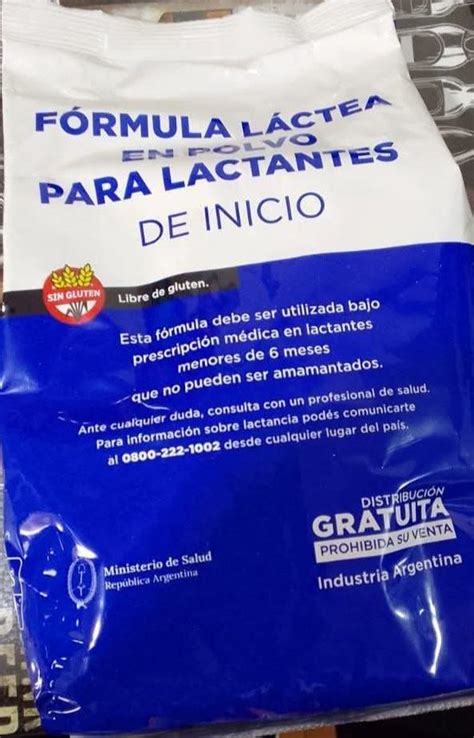 FÓRMULA LÁCTEA
EN POLVO
PARA LACTANTES
DE INICIO
SIN GLUTEN
Libre de gluten.
Esta fórmula debe ser utilizada bajo
prescripción médica en lactantes
menores de 6 meses
que no pueden ser amamantados.
Ante cualquier duda, consulta con un profesional de salud.
Para información sobre lactancia podés comunicarte
al 0800-222-1002 desde cualquier lugar del país.
DISTRIBUCIÓN
GRATUITA
PROHIBIDA SU VENTA
Industria Argentina
Ministerio de Salud
República Argentina